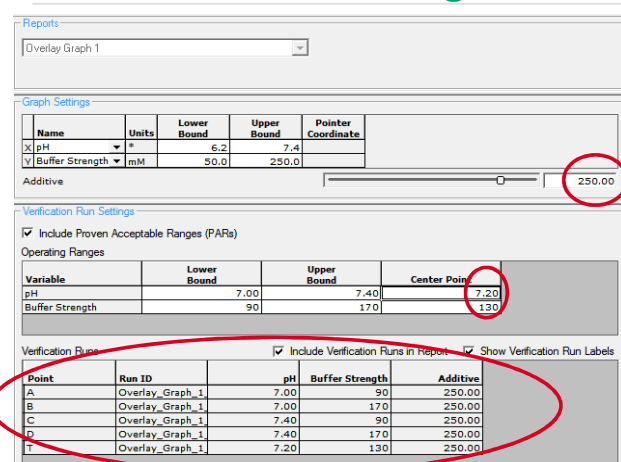 Reports
Overlay Graph 1
Graph Settings
Name Units Lower Bound Upper Bound Pointer Coordinate
X pH * 6.2 7.4
Y Buffer Strength mM 50.0 250.0
Additive 250.00
Verification Run Settings
Include Proven Acceptable Ranges (PARs)
Operating Ranges
Variable Lower Bound Upper Bound Center Point
pH 7.00 7.40 7.20
Buffer Strength 90 170 130
Verification Runs Include Verification Runs in Report Show Verification Run Labels
Point Run ID pH Buffer Strength Additive
A Overlay_Graph_1_ 7.00 90 250.00
B Overlay_Graph_1_ 7.00 170 250.00
C Overlay_Graph_1_ 7.40 90 250.00
D Overlay_Graph_1_ 7.40 170 250.00
T Overlay_Graph_1_ 7.20 130 250.00